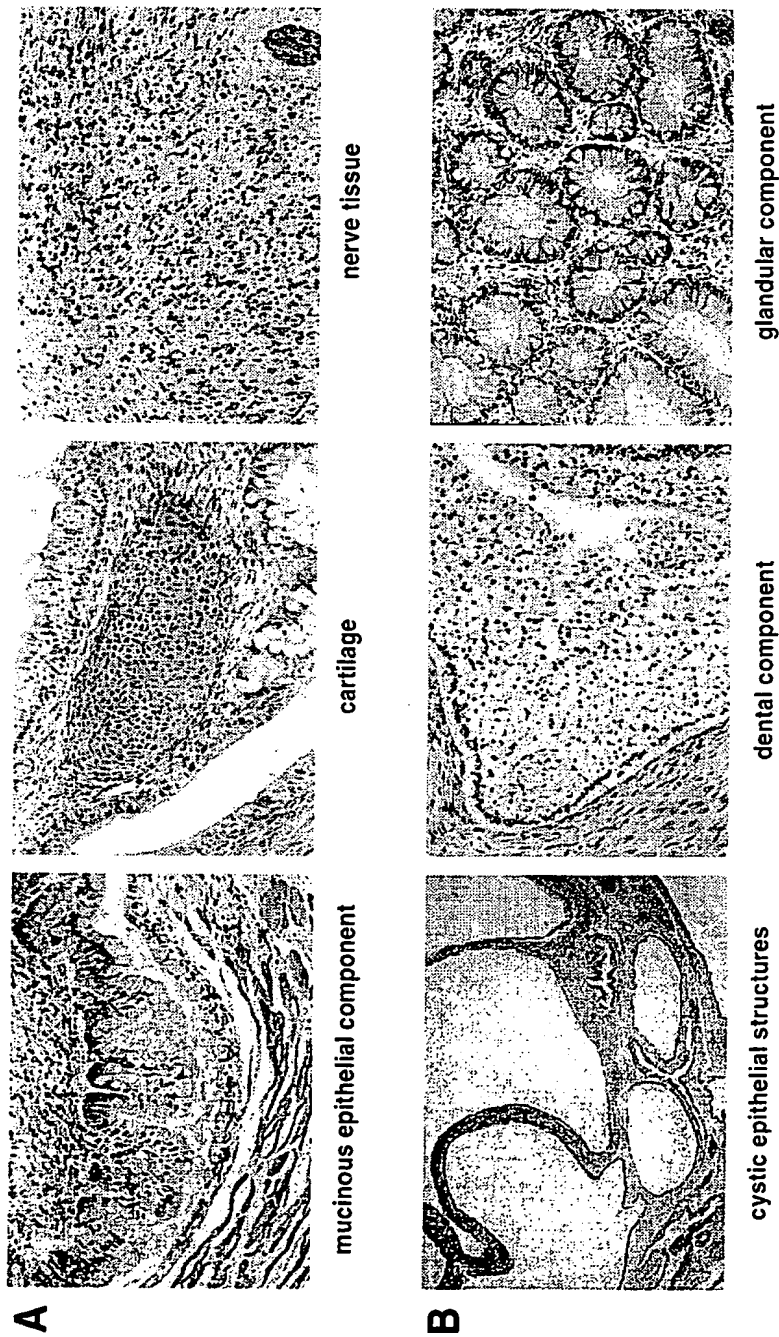 A
mucinous epithelial component
cartilage
nerve tissue
B
cystic epithelial structures
dental component
glandular component